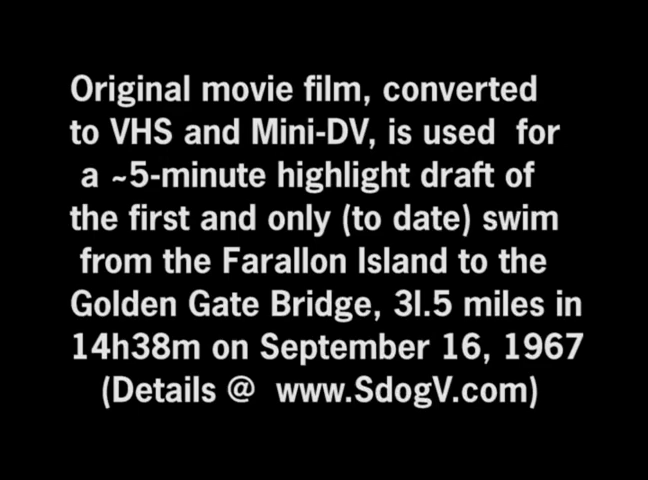 Original movie film, converted
to VHS and Mini-DV, is used for
a ~5-minute highlight draft of
the first and only (to date) swim
from the Farallon Island to the
Golden Gate Bridge, 3l.5 miles in
14h38m on September 16, 1967
(Details @ www.SdogV.com)